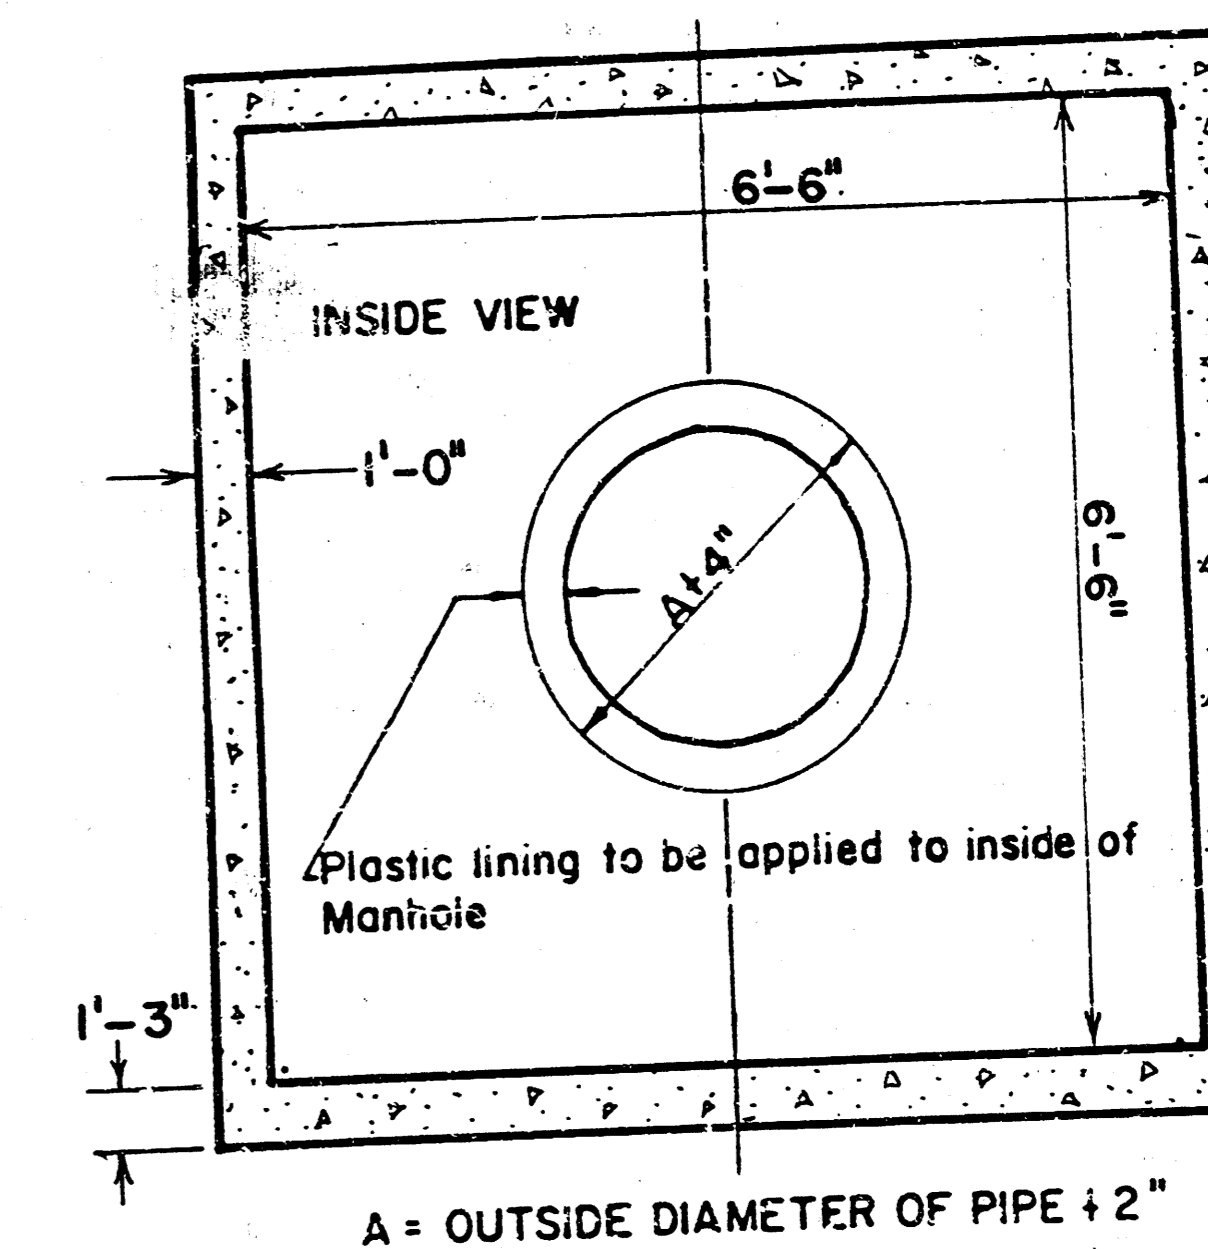 6'-6"
INSIDE VIEW
1'-0"
6'-6"
A+4"
Plastic lining to be applied to inside of
Manhole
1'-3"
A = OUTSIDE DIAMETER OF PIPE + 2"